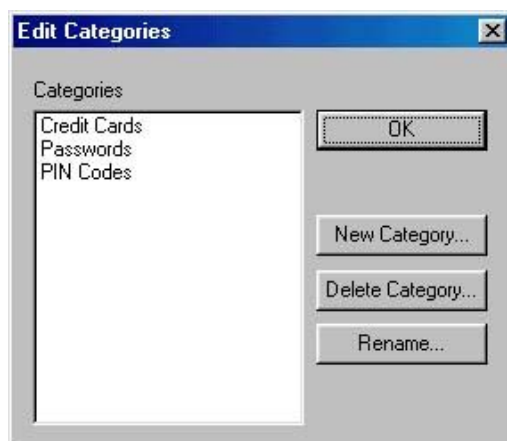 Edit Categories
Categories
Credit Cards
Passwords
PIN Codes
OK
New Category...
Delete Category...
Rename...